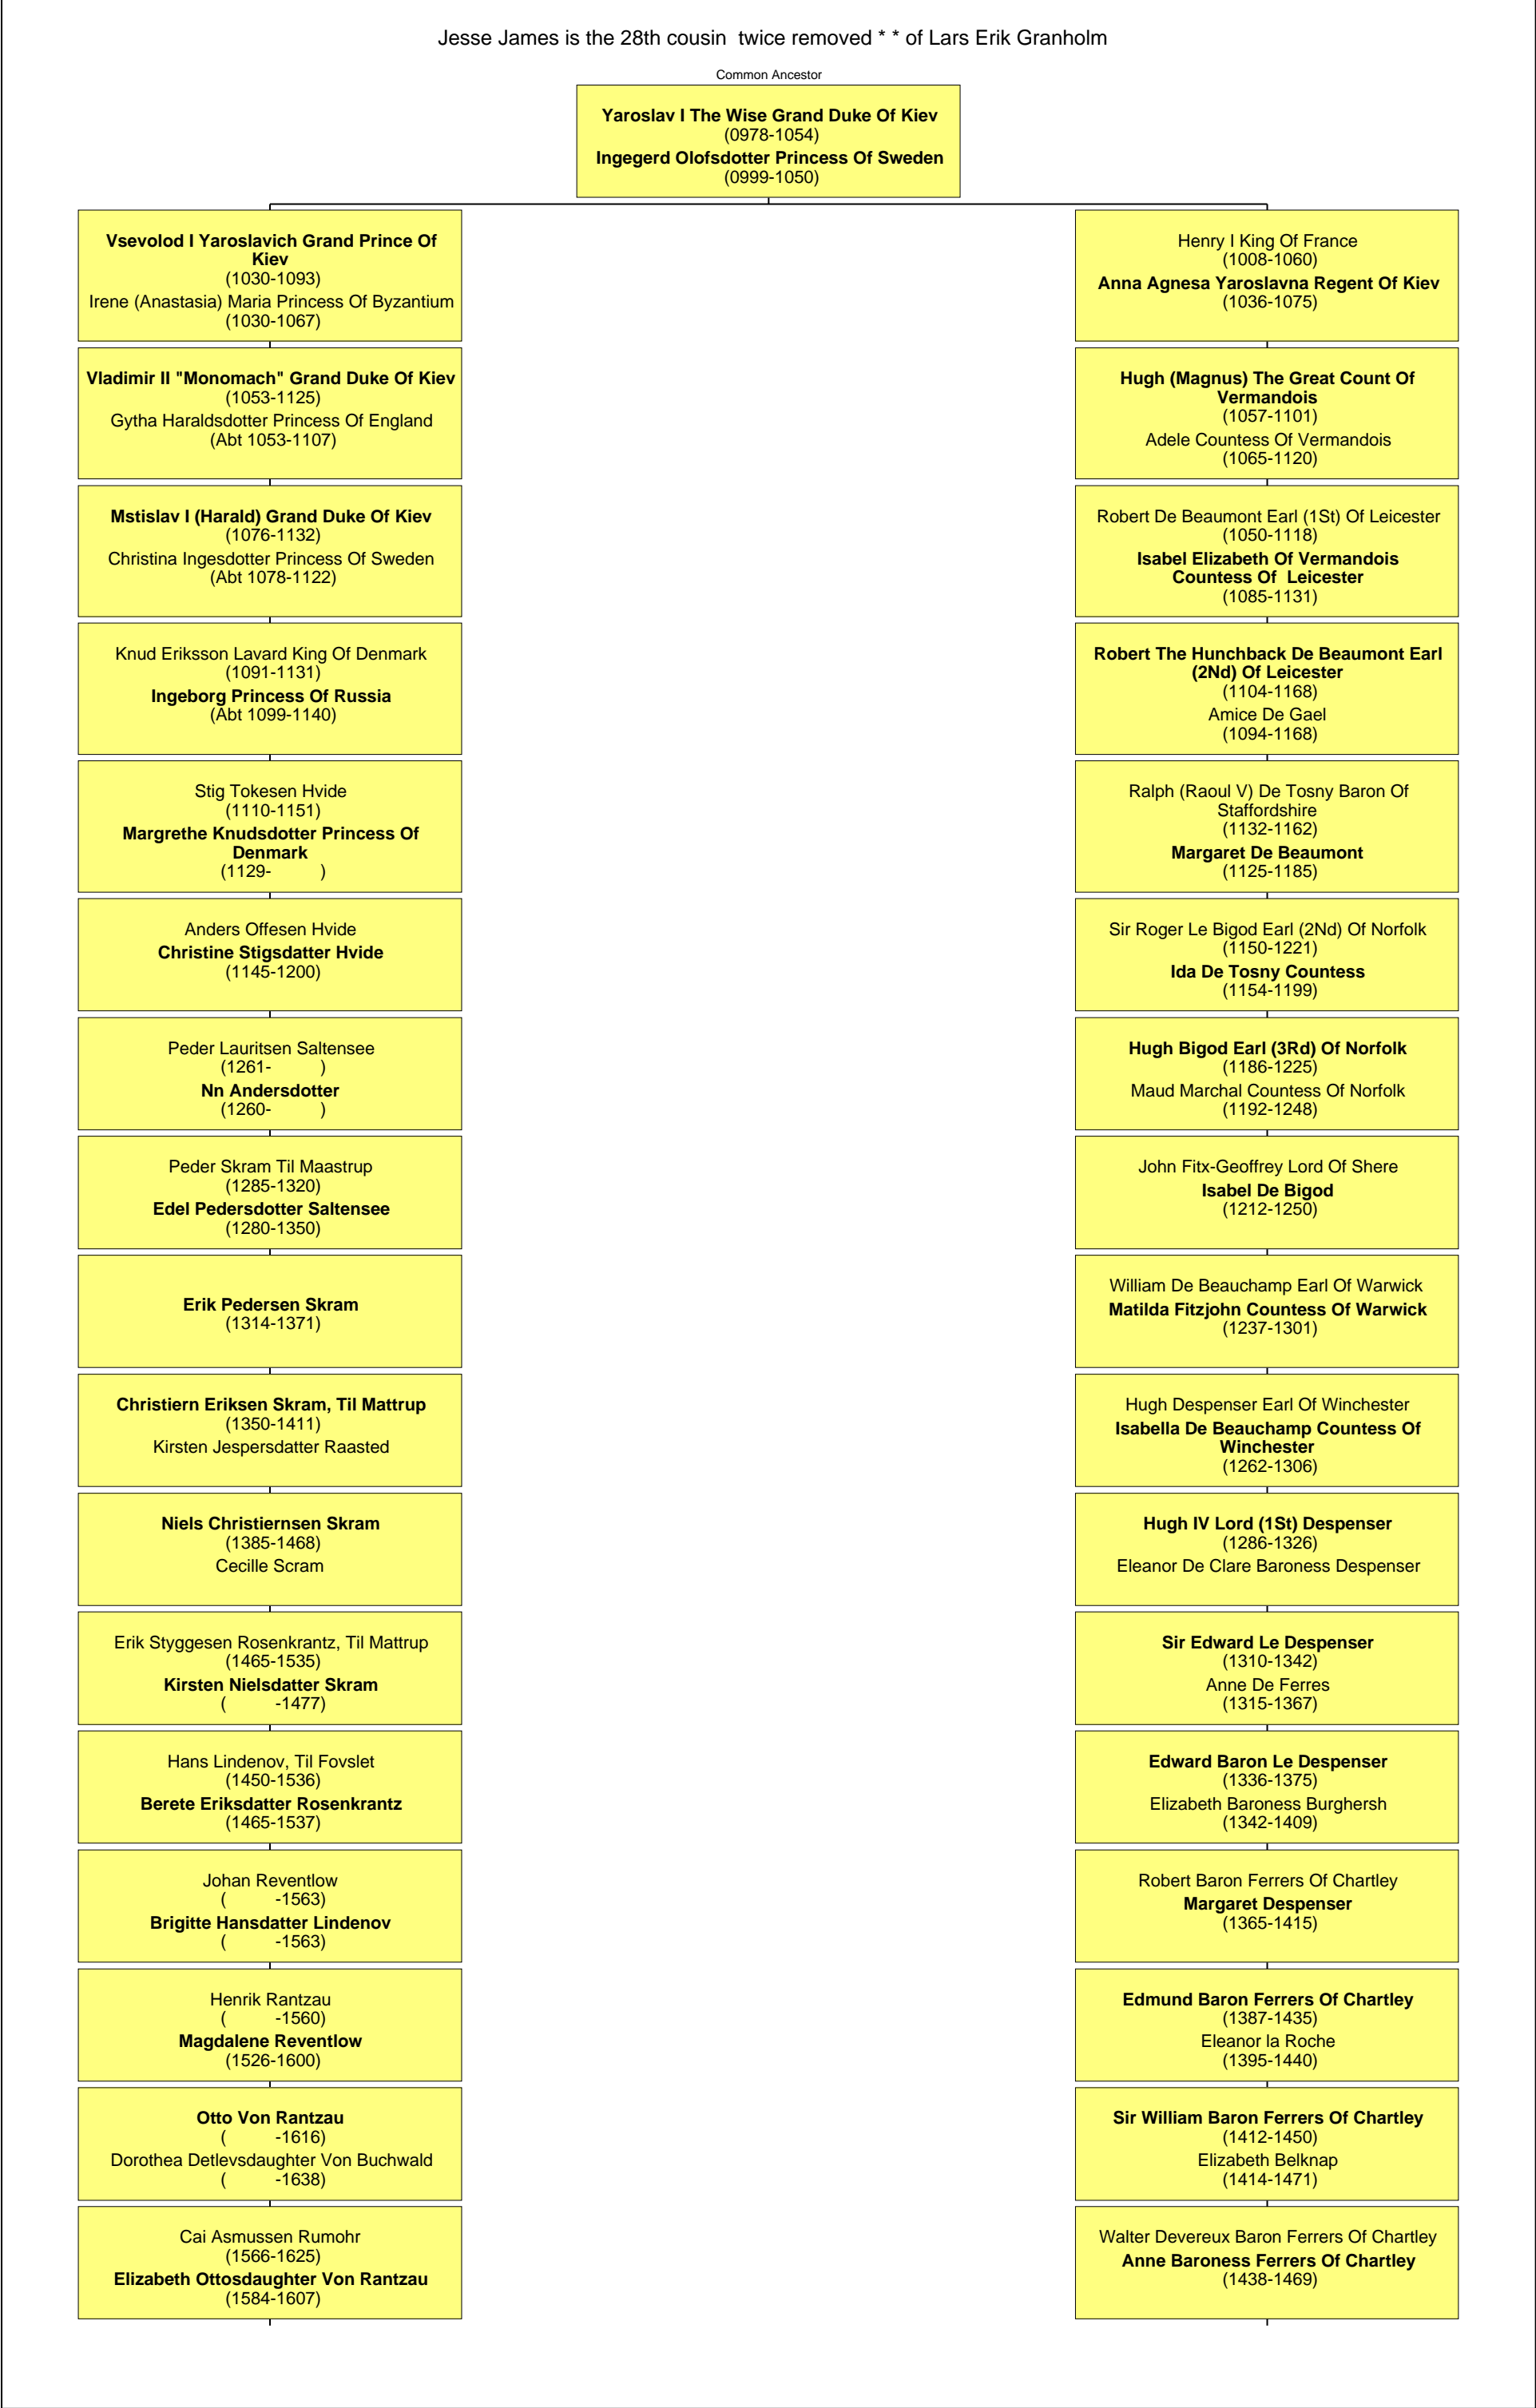 Jesse James is the 28th cousin  twice removed * * of Lars Erik Granholm
Common Ancestor
Yaroslav I The Wise Grand Duke Of Kiev
(0978-1054)
Ingegerd Olofsdotter Princess Of Sweden
(0999-1050)
Vsevolod I Yaroslavich Grand Prince Of
Kiev
(1030-1093)
Irene (Anastasia) Maria Princess Of Byzantium
(1030-1067)
Vladimir II "Monomach" Grand Duke Of Kiev
(1053-1125)
Gytha Haraldsdotter Princess Of England
(Abt 1053-1107)
Mstislav I (Harald) Grand Duke Of Kiev
(1076-1132)
Christina Ingesdotter Princess Of Sweden
(Abt 1078-1122)
Knud Eriksson Lavard King Of Denmark
(1091-1131)
Ingeborg Princess Of Russia
(Abt 1099-1140)
Stig Tokesen Hvide
(1110-1151)
Margrethe Knudsdotter Princess Of
Denmark
(1129-          )
Anders Offesen Hvide
Christine Stigsdatter Hvide
(1145-1200)
Peder Lauritsen Saltensee
(1261-          )
Nn Andersdotter
(1260-          )
Peder Skram Til Maastrup
(1285-1320)
Edel Pedersdotter Saltensee
(1280-1350)
Erik Pedersen Skram
(1314-1371)
Christiern Eriksen Skram, Til Mattrup
(1350-1411)
Kirsten Jespersdatter Raasted
Niels Christiernsen Skram
(1385-1468)
Cecille Scram
Erik Styggesen Rosenkrantz, Til Mattrup
(1465-1535)
Kirsten Nielsdatter Skram
(          -1477)
Hans Lindenov, Til Fovslet
(1450-1536)
Berete Eriksdatter Rosenkrantz
(1465-1537)
Johan Reventlow
(          -1563)
Brigitte Hansdatter Lindenov
(          -1563)
Henrik Rantzau
(          -1560)
Magdalene Reventlow
(1526-1600)
Otto Von Rantzau
(          -1616)
Dorothea Detlevsdaughter Von Buchwald
(          -1638)
Cai Asmussen Rumohr
(1566-1625)
Elizabeth Ottosdaughter Von Rantzau
(1584-1607)
Henry I King Of France
(1008-1060)
Anna Agnesa Yaroslavna Regent Of Kiev
(1036-1075)
Hugh (Magnus) The Great Count Of
Vermandois
(1057-1101)
Adele Countess Of Vermandois
(1065-1120)
Robert De Beaumont Earl (1St) Of Leicester
(1050-1118)
Isabel Elizabeth Of Vermandois
Countess Of  Leicester
(1085-1131)
Robert The Hunchback De Beaumont Earl
(2Nd) Of Leicester
(1104-1168)
Amice De Gael
(1094-1168)
Ralph (Raoul V) De Tosny Baron Of
Staffordshire
(1132-1162)
Margaret De Beaumont
(1125-1185)
Sir Roger Le Bigod Earl (2Nd) Of Norfolk
(1150-1221)
Ida De Tosny Countess
(1154-1199)
Hugh Bigod Earl (3Rd) Of Norfolk
(1186-1225)
Maud Marchal Countess Of Norfolk
(1192-1248)
John Fitx-Geoffrey Lord Of Shere
Isabel De Bigod
(1212-1250)
William De Beauchamp Earl Of Warwick
Matilda Fitzjohn Countess Of Warwick
(1237-1301)
Hugh Despenser Earl Of Winchester
Isabella De Beauchamp Countess Of
Winchester
(1262-1306)
Hugh IV Lord (1St) Despenser
(1286-1326)
Eleanor De Clare Baroness Despenser
Sir Edward Le Despenser
(1310-1342)
Anne De Ferres
(1315-1367)
Edward Baron Le Despenser
(1336-1375)
Elizabeth Baroness Burghersh
(1342-1409)
Robert Baron Ferrers Of Chartley
Margaret Despenser
(1365-1415)
Edmund Baron Ferrers Of Chartley
(1387-1435)
Eleanor la Roche
(1395-1440)
Sir William Baron Ferrers Of Chartley
(1412-1450)
Elizabeth Belknap
(1414-1471)
Walter Devereux Baron Ferrers Of Chartley
Anne Baroness Ferrers Of Chartley
(1438-1469)